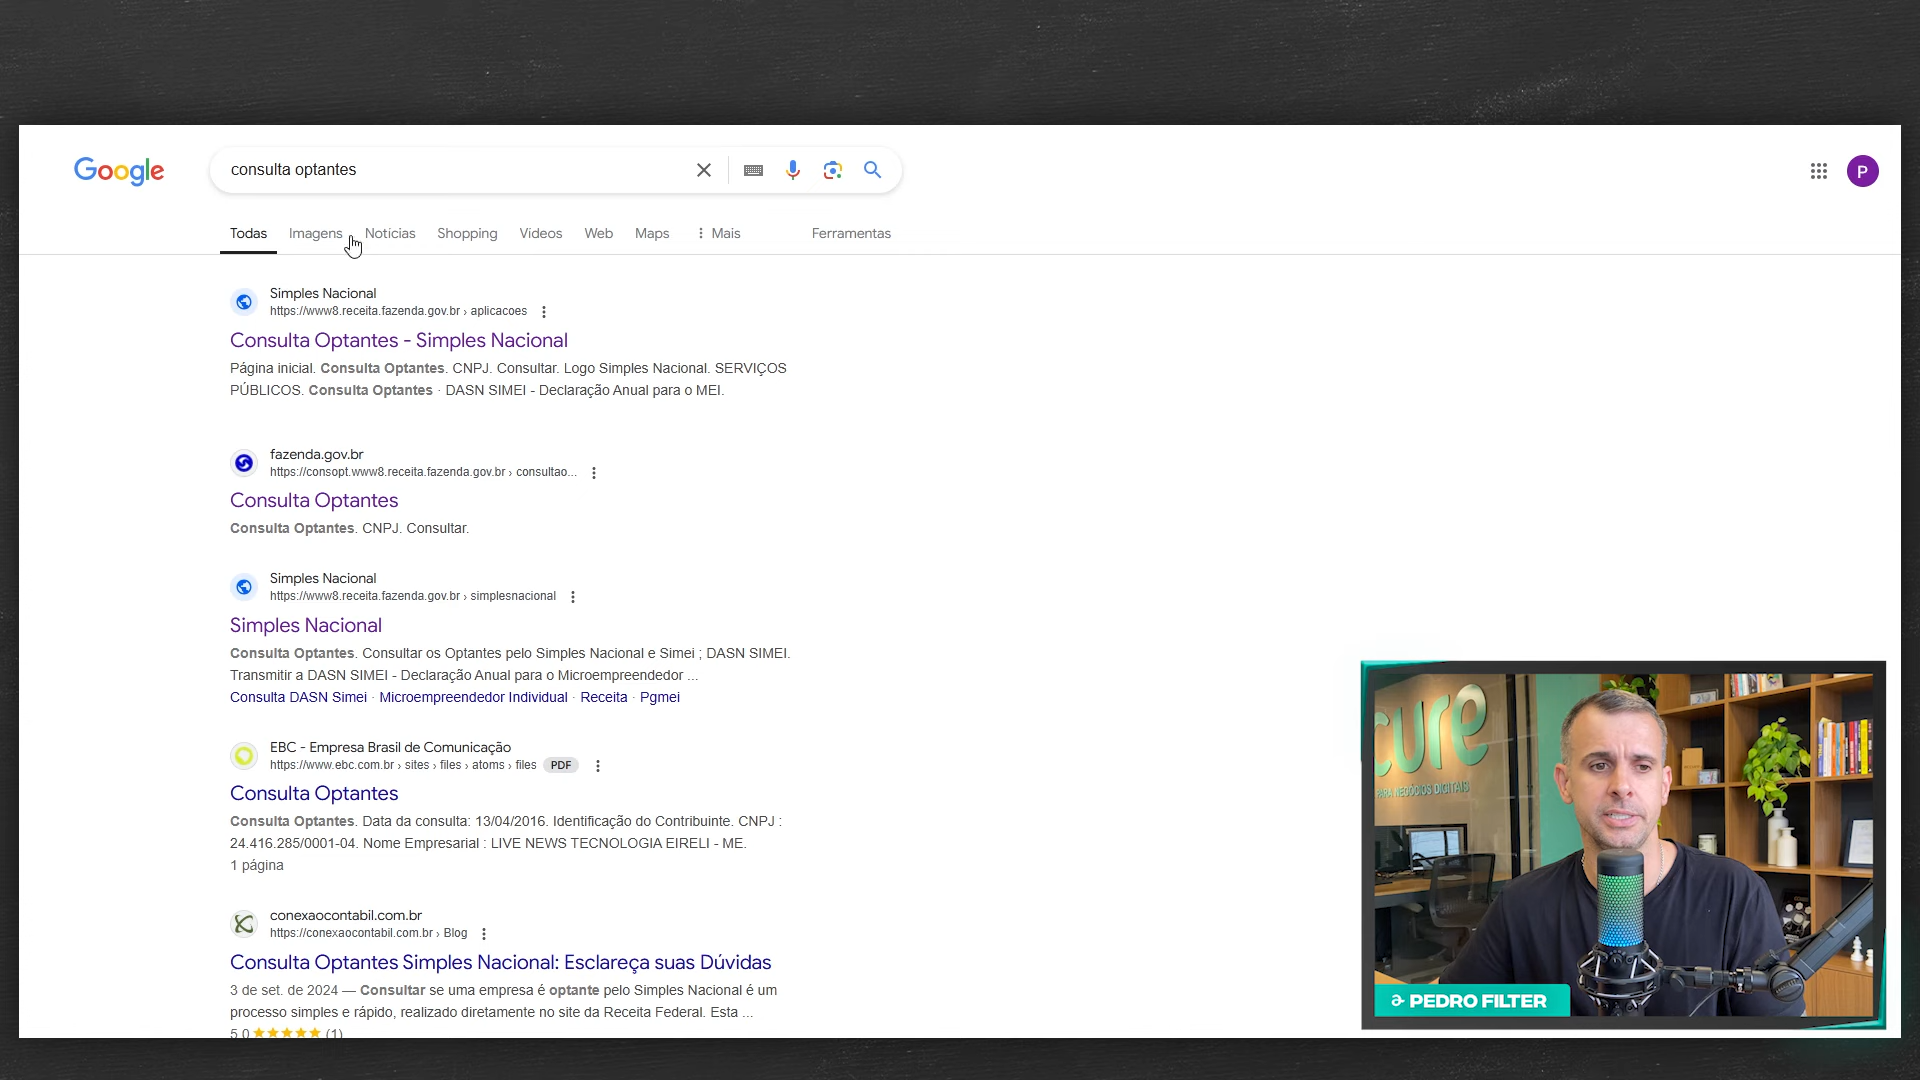 Google
consulta optantes
P
Todas Imagens Notícias Shopping Vídeos Web Maps Mais Ferramentas
Simples Nacional
https://www8.receita.fazenda.gov.br › aplicacoes
Consulta Optantes - Simples Nacional
Página inicial. Consulta Optantes. CNPJ. Consultar. Logo Simples Nacional. SERVIÇOS
PÚBLICOS. Consulta Optantes · DASN SIMEI - Declaração Anual para o MEI.
fazenda.gov.br
https://consopt.www8.receita.fazenda.gov.br › consultao...
Consulta Optantes
Consulta Optantes. CNPJ. Consultar.
Simples Nacional
https://www8.receita.fazenda.gov.br › simplesnacional
Simples Nacional
Consulta Optantes. Consultar os Optantes pelo Simples Nacional e Simei ; DASN SIMEI.
Transmitir a DASN SIMEI - Declaração Anual para o Microempreendedor ...
Consulta DASN Simei · Microempreendedor Individual · Receita · Pgmei
EBC - Empresa Brasil de Comunicação
https://www.ebc.com.br › sites › files › atoms › files PDF
Consulta Optantes
Consulta Optantes. Data da consulta: 13/04/2016. Identificação do Contribuinte. CNPJ :
24.416.285/0001-04. Nome Empresarial : LIVE NEWS TECNOLOGIA EIRELI - ME.
1 página
conexaocontabil.com.br
https://conexaocontabil.com.br › Blog
Consulta Optantes Simples Nacional: Esclareça suas Dúvidas
3 de set. de 2024 — Consultar se uma empresa é optante pelo Simples Nacional é um
processo simples e rápido, realizado diretamente no site da Receita Federal. Esta ...
5,0 ★★★★★ (1)
cure
PARA NEGÓCIOS DIGITAIS
PEDRO FILTER